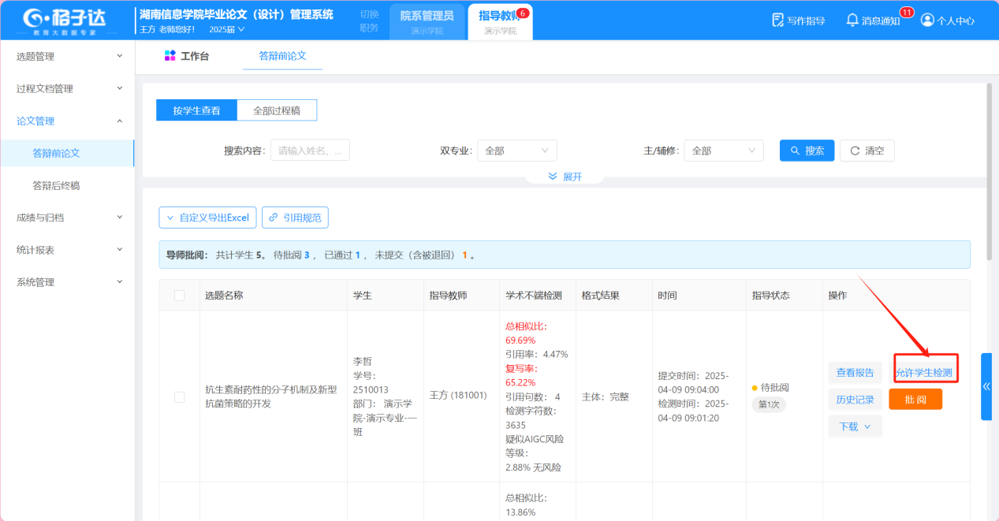 格子达
教育大数据专家
湖南信息学院毕业论文（设计）管理系统
王方 老师您好！ 2025届
切换
职务
院系管理员
演示学院
指导教师 6
演示学院
写作指导
消息通知 11
个人中心
选题管理
过程文档管理
论文管理
答辩前论文
答辩后终稿
成绩与归档
统计报表
系统管理
工作台
答辩前论文
按学生查看
全部过程稿
搜索内容: 请输入姓名、...
双专业: 全部
主/辅修: 全部
搜索
清空
展开
自定义导出Excel
引用规范
导师批阅： 共计学生 5。 待批阅 3 ， 已通过 1 ， 未提交（含被退回） 1 。
选题名称 学生 指导教师 学术不端检测 格式结果 时间 指导状态 操作
抗生素耐药性的分子机制及新型
抗菌策略的开发
李哲
学号:
2510013
部门： 演示学
院-演示专业-一
班
王方 (181001)
总相似比:
69.69%
引用率：4.47%
复写率:
65.22%
引用句数： 4
检测字符数:
3635
疑似AIGC风险
等级:
2.88% 无风险
主体：完整
提交时间：2025-
04-09 09:04:00
检测时间：2025-
04-09 09:01:20
待批阅
第1次
查看报告
允许学生检测
历史记录
批 阅
下载
总相似比:
13.86%